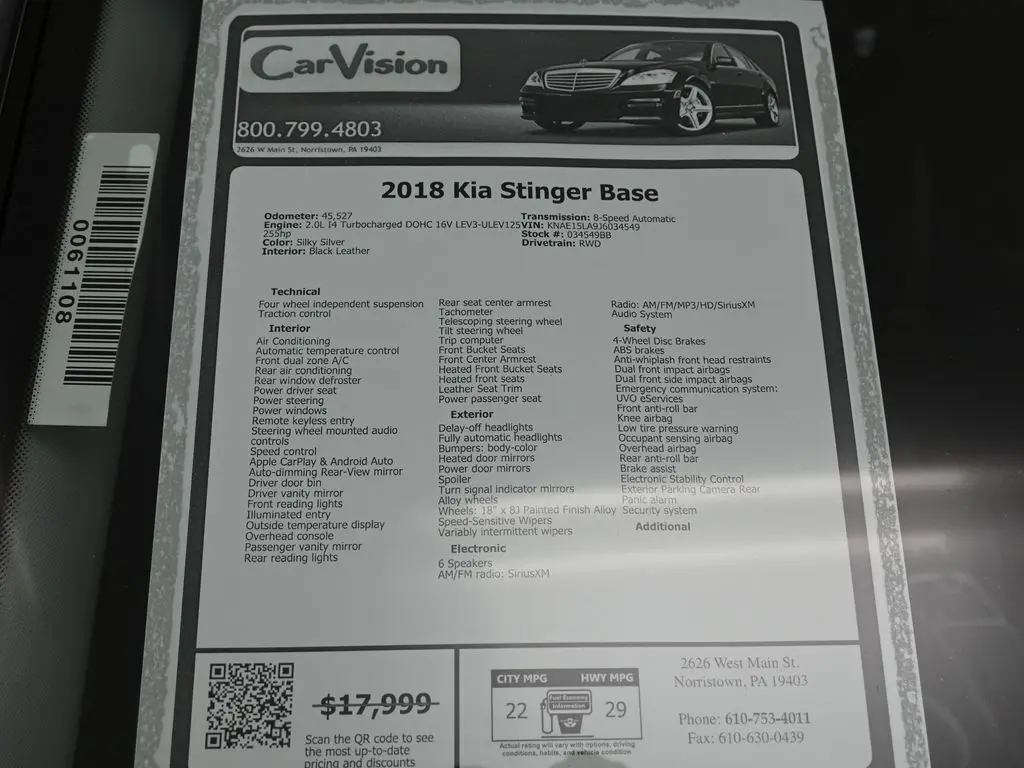 CarVision
800.799.4803
2626 W Main St, Norristown, PA 19403
0061108
2018 Kia Stinger Base
Odometer: 45,527
Engine: 2.0L I4 Turbocharged DOHC 16V LEV3-ULEV125
255hp
Color: Silky Silver
Interior: Black Leather
Transmission: 8-Speed Automatic
VIN: KNAE15LA9J6034549
Stock #: 034549BB
Drivetrain: RWD
Technical
Four wheel independent suspension
Traction control
Interior
Air Conditioning
Automatic temperature control
Front dual zone A/C
Rear air conditioning
Rear window defroster
Power driver seat
Power steering
Power windows
Remote keyless entry
Steering wheel mounted audio
controls
Speed control
Apple CarPlay & Android Auto
Auto-dimming Rear-View mirror
Driver door bin
Driver vanity mirror
Front reading lights
Illuminated entry
Outside temperature display
Overhead console
Passenger vanity mirror
Rear reading lights
Rear seat center armrest
Tachometer
Telescoping steering wheel
Tilt steering wheel
Trip computer
Front Bucket Seats
Front Center Armrest
Heated Front Bucket Seats
Heated front seats
Leather Seat Trim
Power passenger seat
Exterior
Delay-off headlights
Fully automatic headlights
Bumpers: body-color
Heated door mirrors
Power door mirrors
Spoiler
Turn signal indicator mirrors
Alloy wheels
Wheels: 18" x 8J Painted Finish Alloy
Speed-Sensitive Wipers
Variably intermittent wipers
Electronic
6 Speakers
AM/FM radio: SiriusXM
Radio: AM/FM/MP3/HD/SiriusXM
Audio System
Safety
4-Wheel Disc Brakes
ABS brakes
Anti-whiplash front head restraints
Dual front impact airbags
Dual front side impact airbags
Emergency communication system:
UVO eServices
Front anti-roll bar
Knee airbag
Low tire pressure warning
Occupant sensing airbag
Overhead airbag
Rear anti-roll bar
Brake assist
Electronic Stability Control
Exterior Parking Camera Rear
Panic alarm
Security system
Additional
$17,999
Scan the QR code to see
the most up-to-date
pricing and discounts
CITY MPG
HWY MPG
22
Fuel Economy
Information
29
Actual rating will vary with options, driving
conditions, habits, and vehicle condition
2626 West Main St.
Norristown, PA 19403
Phone: 610-753-4011
Fax: 610-630-0439